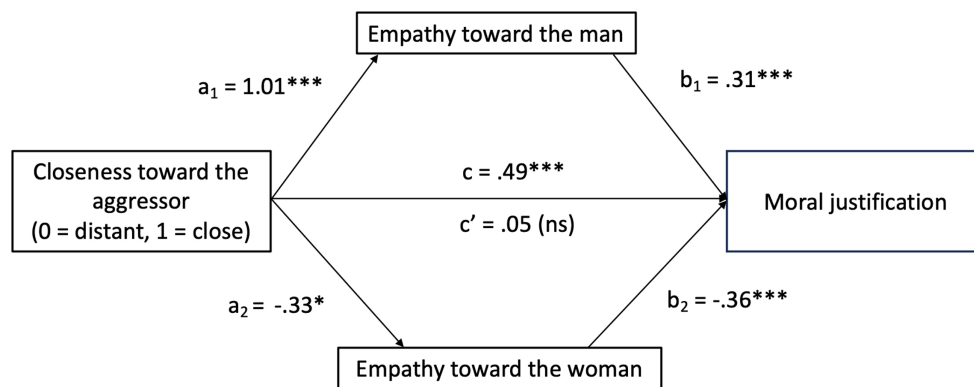 Empathy toward the man
a₁ = 1.01***
b₁ = .31***
Closeness toward the
aggressor
(0 = distant, 1 = close)
c = .49***
c’ = .05 (ns)
Moral justification
a₂ = -.33*
b₂ = -.36***
Empathy toward the woman